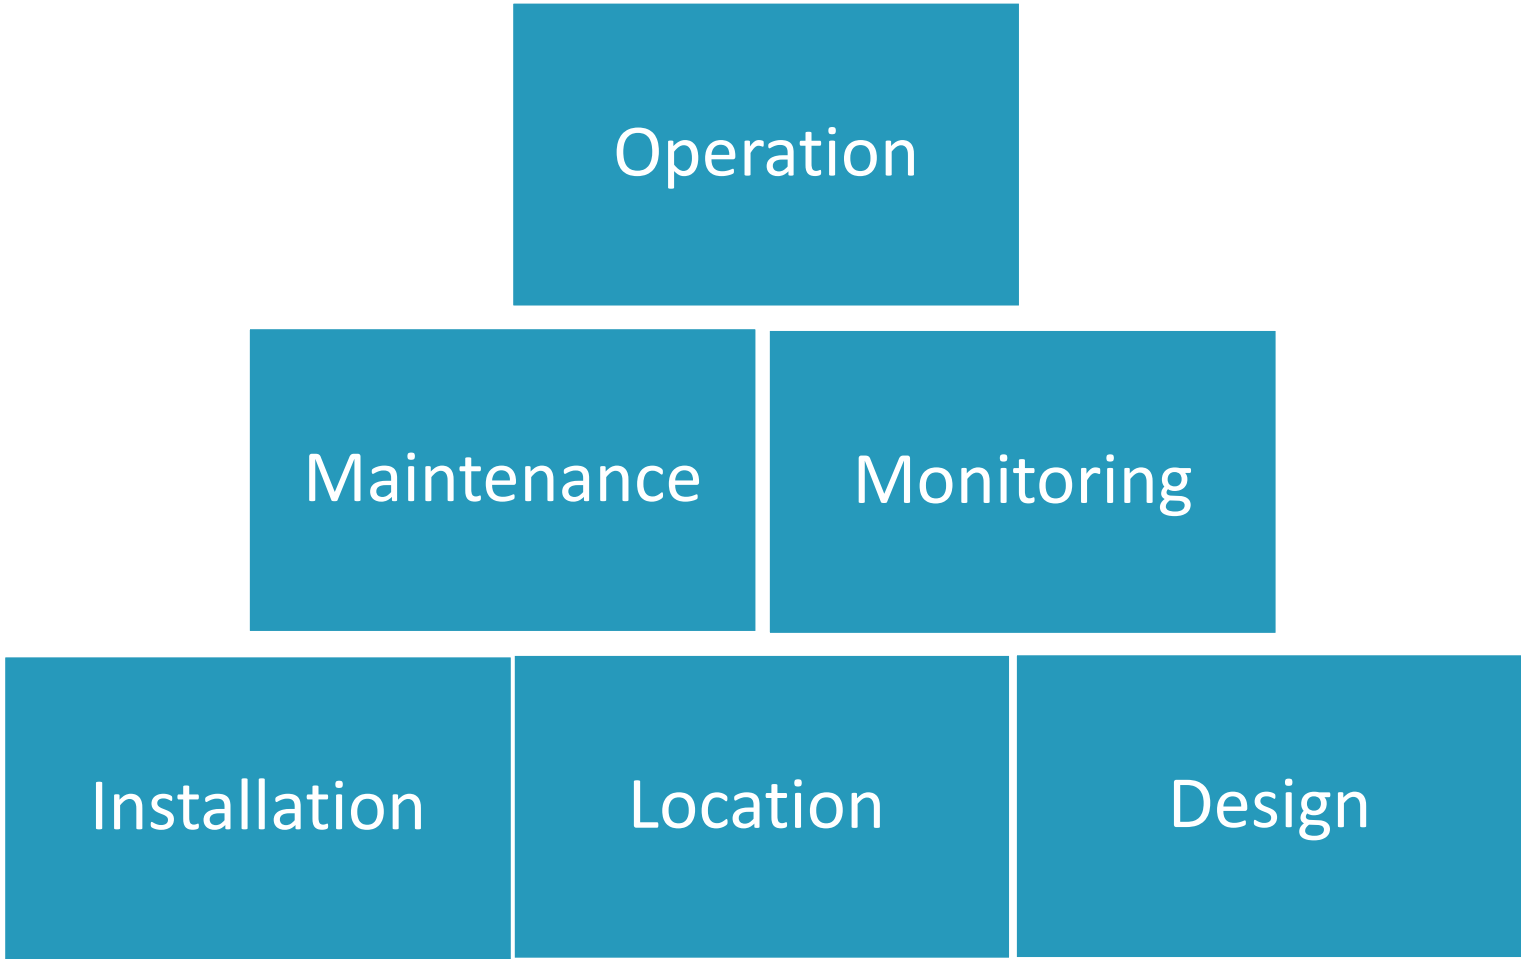 Operation
Maintenance
Monitoring
Installation
Location
Design